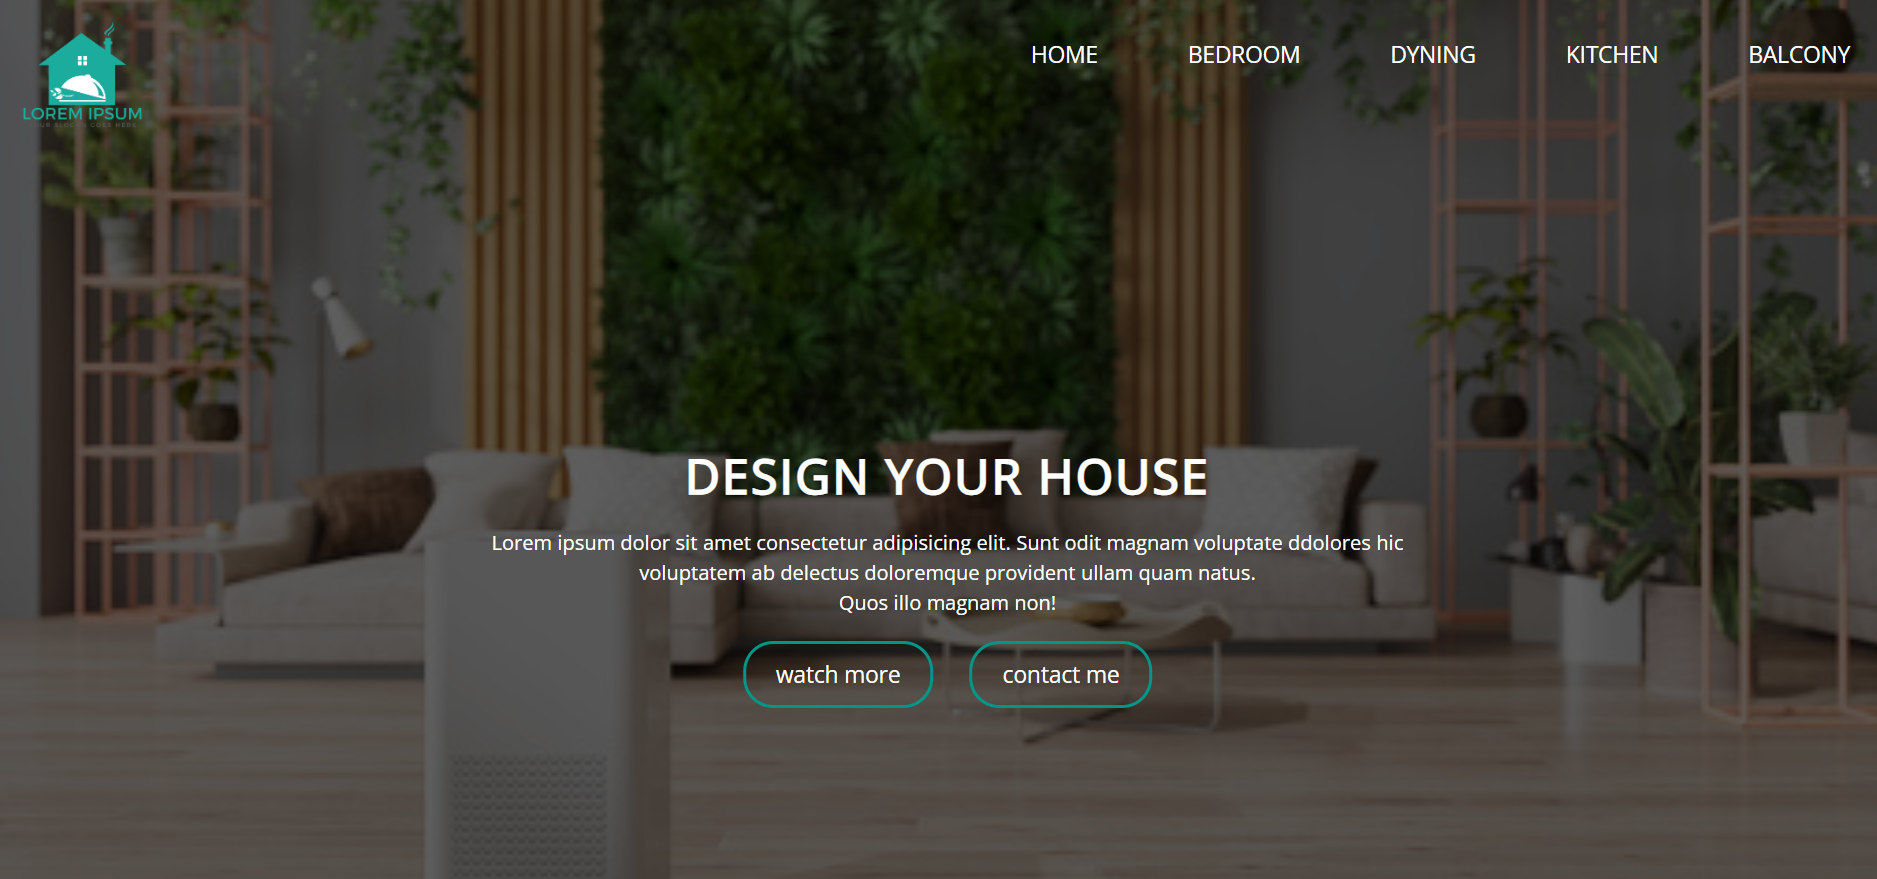 LOREM IPSUM
HOME BEDROOM DYNING KITCHEN BALCONY
DESIGN YOUR HOUSE
Lorem ipsum dolor sit amet consectetur adipisicing elit. Sunt odit magnam voluptate ddolores hic
voluptatem ab delectus doloremque provident ullam quam natus.
Quos illo magnam non!
watch more contact me